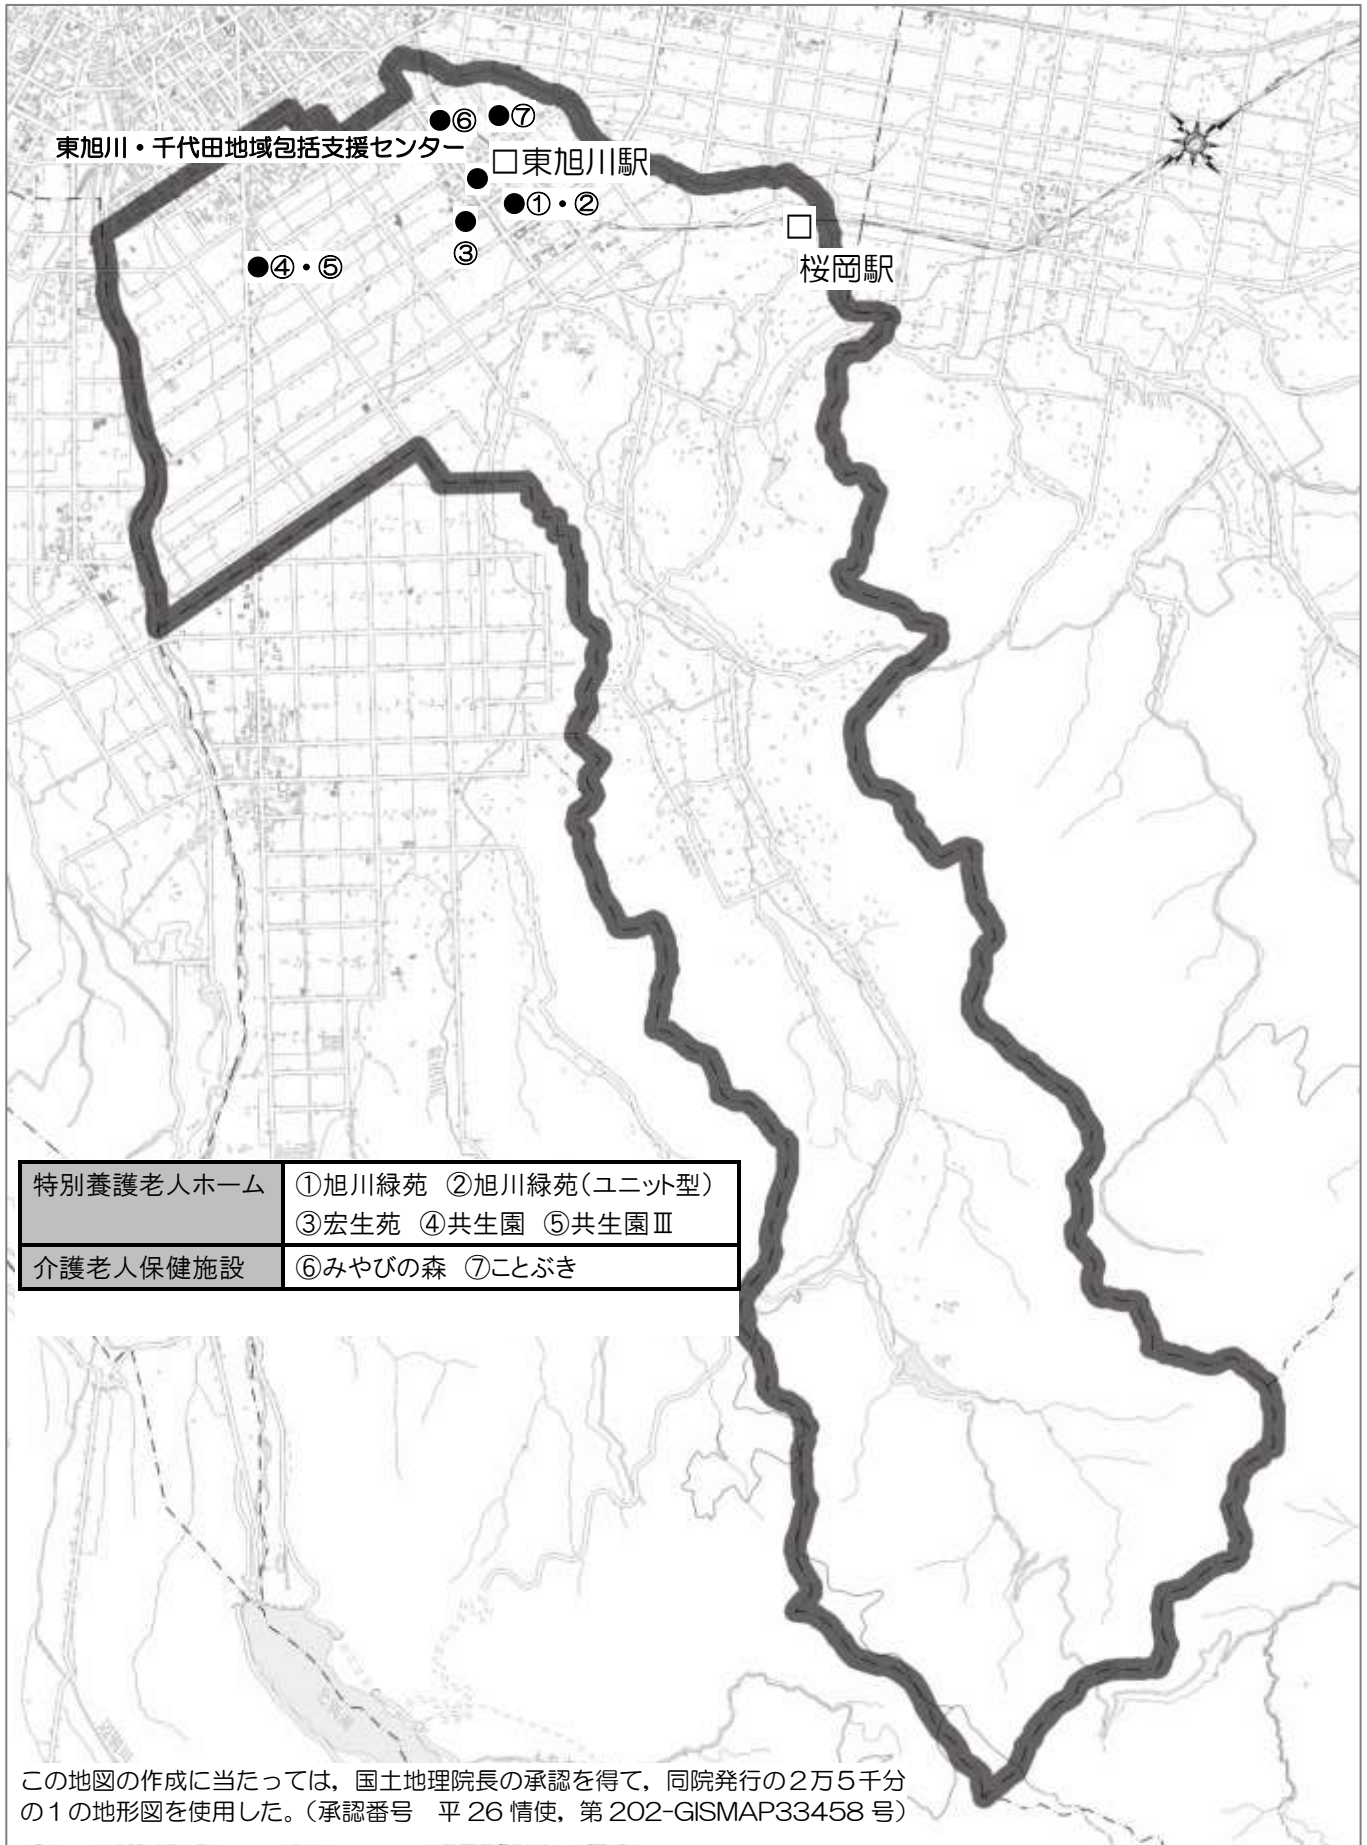 ●⑥ ●⑦
東旭川・千代田地域包括支援センター
□東旭川駅
●
●①・②
●
③
●④・⑤
□
桜岡駅
特別養護老人ホーム
①旭川緑苑 ②旭川緑苑(ユニット型)
③宏生苑 ④共生園 ⑤共生園Ⅲ
介護老人保健施設
⑥みやびの森 ⑦ことぶき
この地図の作成に当たっては,国土地理院長の承認を得て,同院発行の2万5千分
の1の地形図を使用した。(承認番号 平26情使,第202-GISMAP33458号)